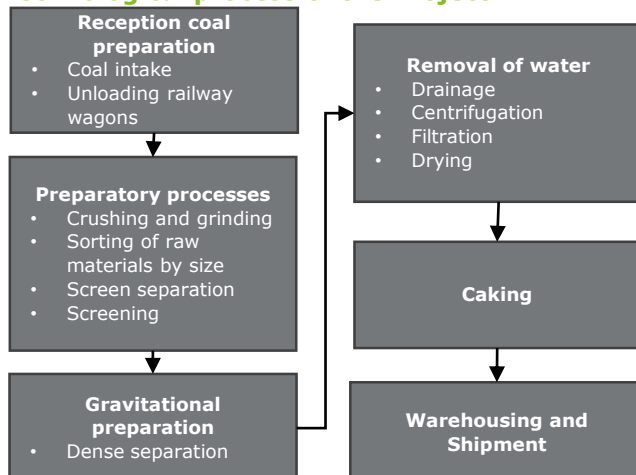 Reception coal
preparation
• Coal intake
• Unloading railway
wagons
Preparatory processes
• Crushing and grinding
• Sorting of raw
materials by size
• Screen separation
• Screening
Gravitational
preparation
• Dense separation
Removal of water
• Drainage
• Centrifugation
• Filtration
• Drying
Caking
Warehousing and
Shipment